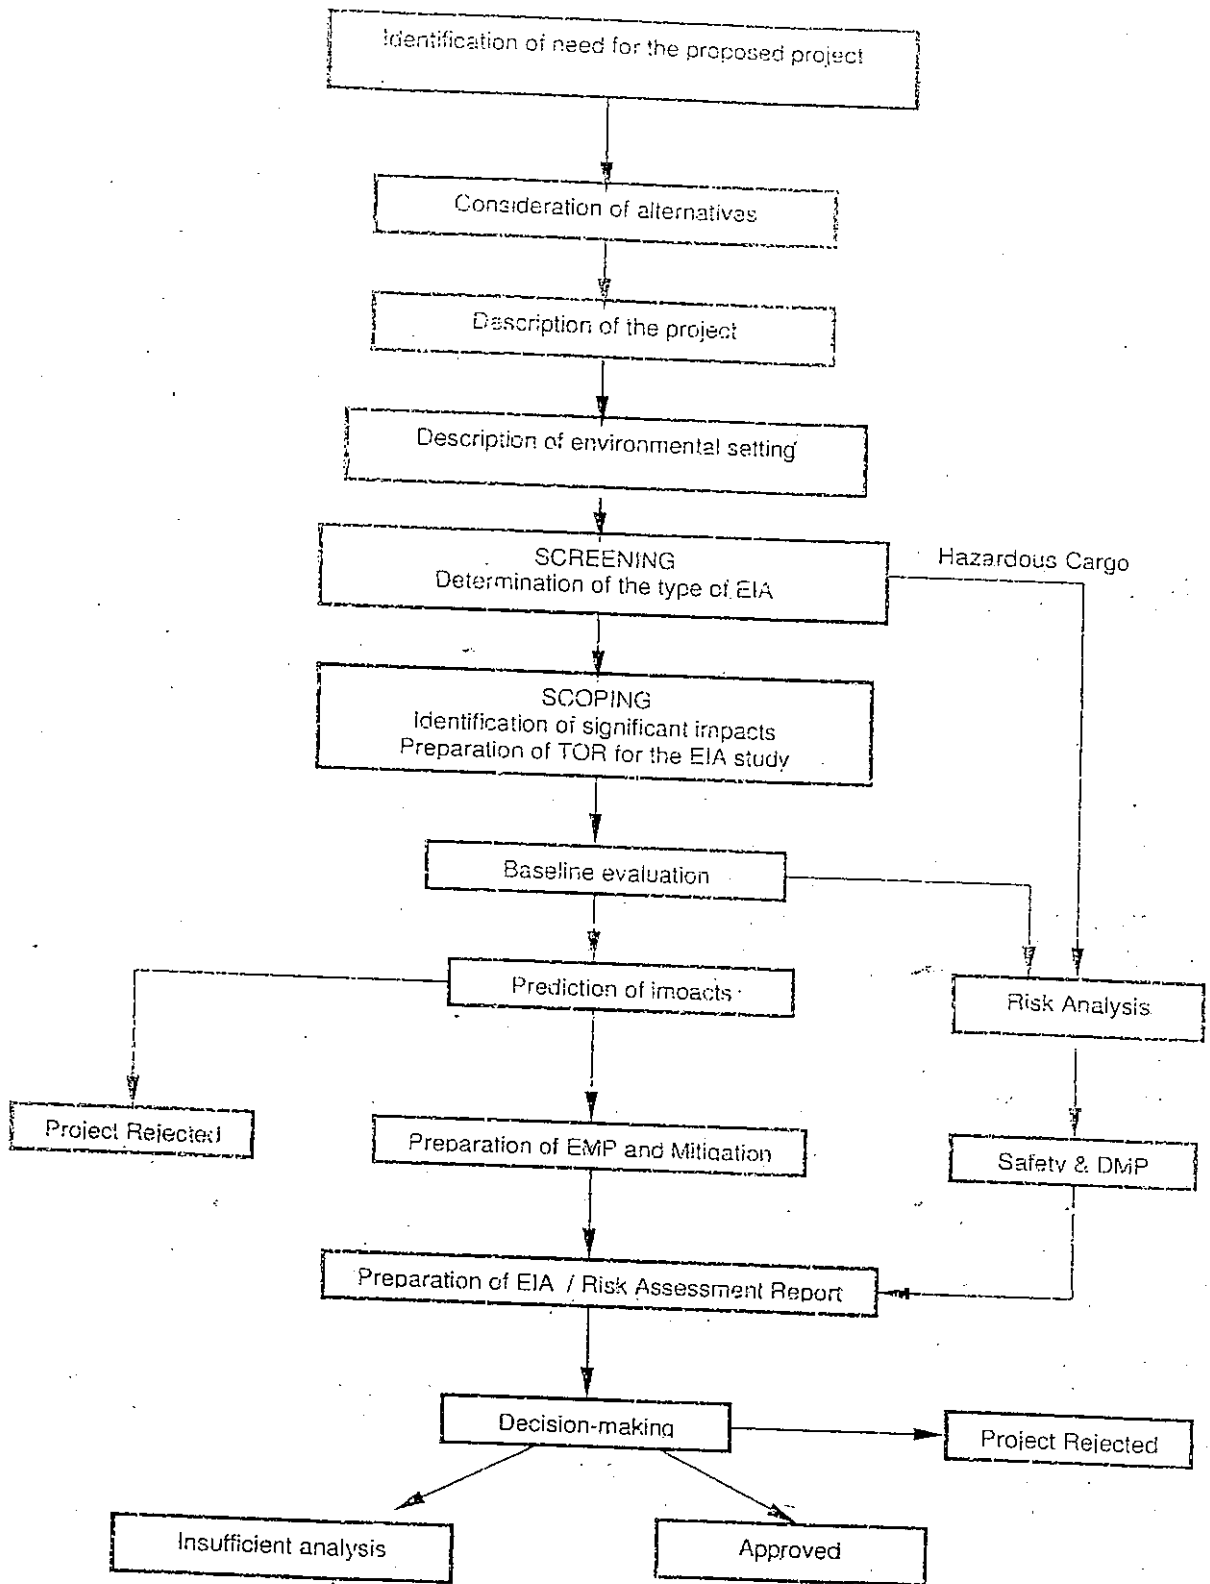 Identification of need for the proposed project
Consideration of alternatives
Description of the project
Description of environmental setting
SCREENING
Determination of the type of EIA
Hazardous Cargo
SCOPING
Identification of significant impacts
Preparation of TOR for the EIA study
Baseline evaluation
Prediction of impacts
Risk Analysis
Project Rejected
Preparation of EMP and Mitigation
Safety & DMP
Preparation of EIA / Risk Assessment Report
Decision-making
Project Rejected
Insufficient analysis
Approved